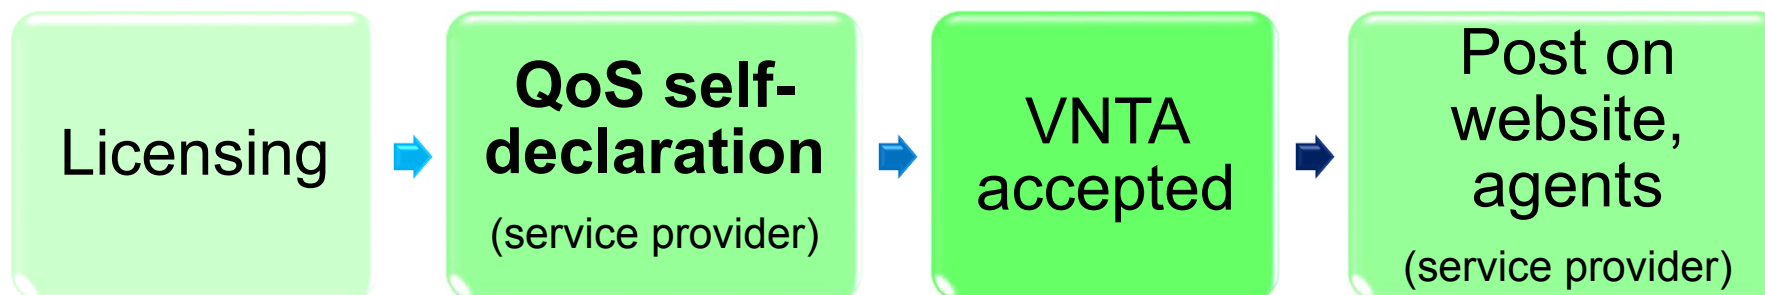 Licensing
QoS self-
declaration
(service provider)
VNTA
accepted
Post on
website,
agents
(service provider)